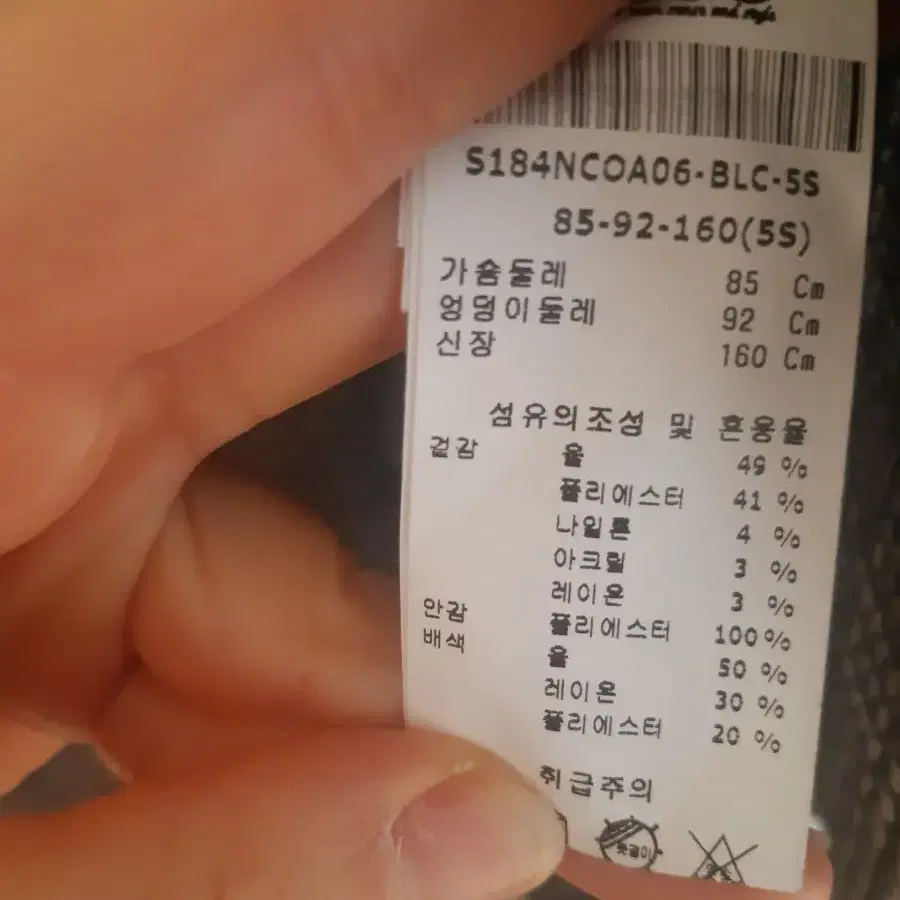 S184NCOA06-BLC-5S
85-92-160(5S)
가슴둘레 85 Cm
엉덩이둘레 92 Cm
신장 160 Cm
섬유의조성 및 혼용율
겉감 울 49 %
폴리에스터 41 %
나일론 4 %
아크릴 3 %
레이온 3 %
안감 폴리에스터 100%
배색 울 50 %
레이온 30 %
폴리에스터 20 %
취급주의
옷걸이